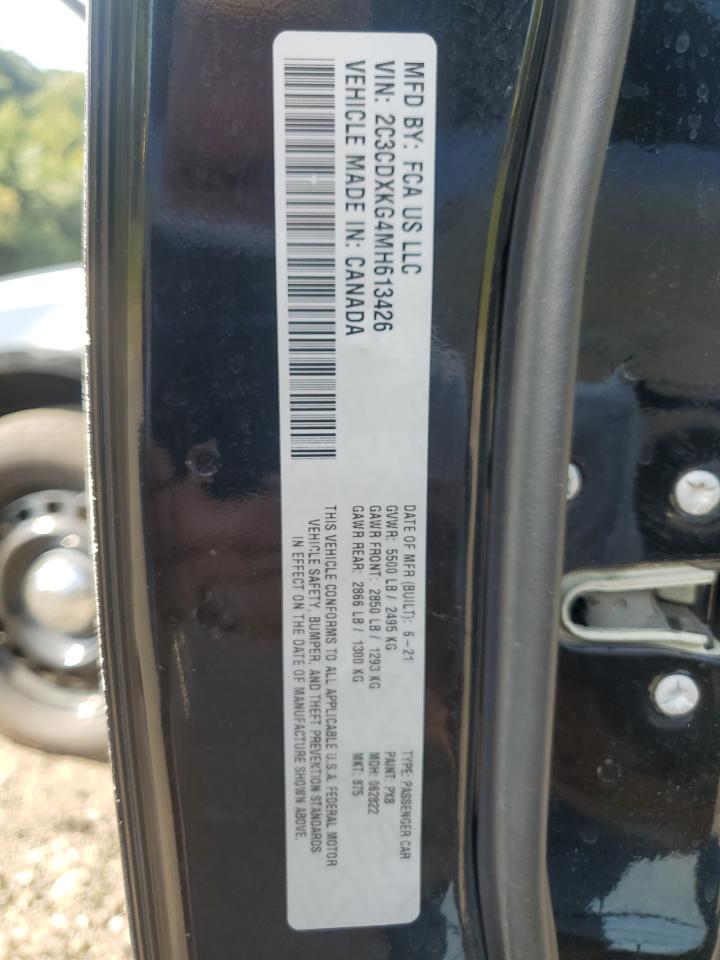 MFD BY: FCA US LLC
VIN: 2C3CDXKG4MH613426
VEHICLE MADE IN: CANADA
DATE OF MFR (BUILT): 6-21
GVWR: 5500 LB / 2495 KG
GAWR FRONT: 2850 LB / 1293 KG
GAWR REAR: 2866 LB / 1300 KG
TYPE: PASSENGER CAR
PAINT: PX8
MDH: 062822
MKT: 875
THIS VEHICLE CONFORMS TO ALL APPLICABLE U.S.A. FEDERAL MOTOR
VEHICLE SAFETY, BUMPER, AND THEFT PREVENTION STANDARDS
IN EFFECT ON THE DATE OF MANUFACTURE SHOWN ABOVE.